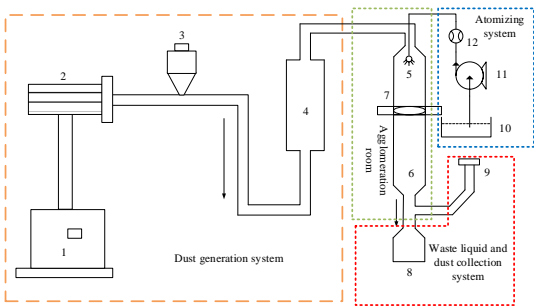 Atomizing
system
3
12
2
5
11
7
4
10
Agglomeration
room
6
9
1
Dust generation system
8
Waste liquid and
dust collection
system